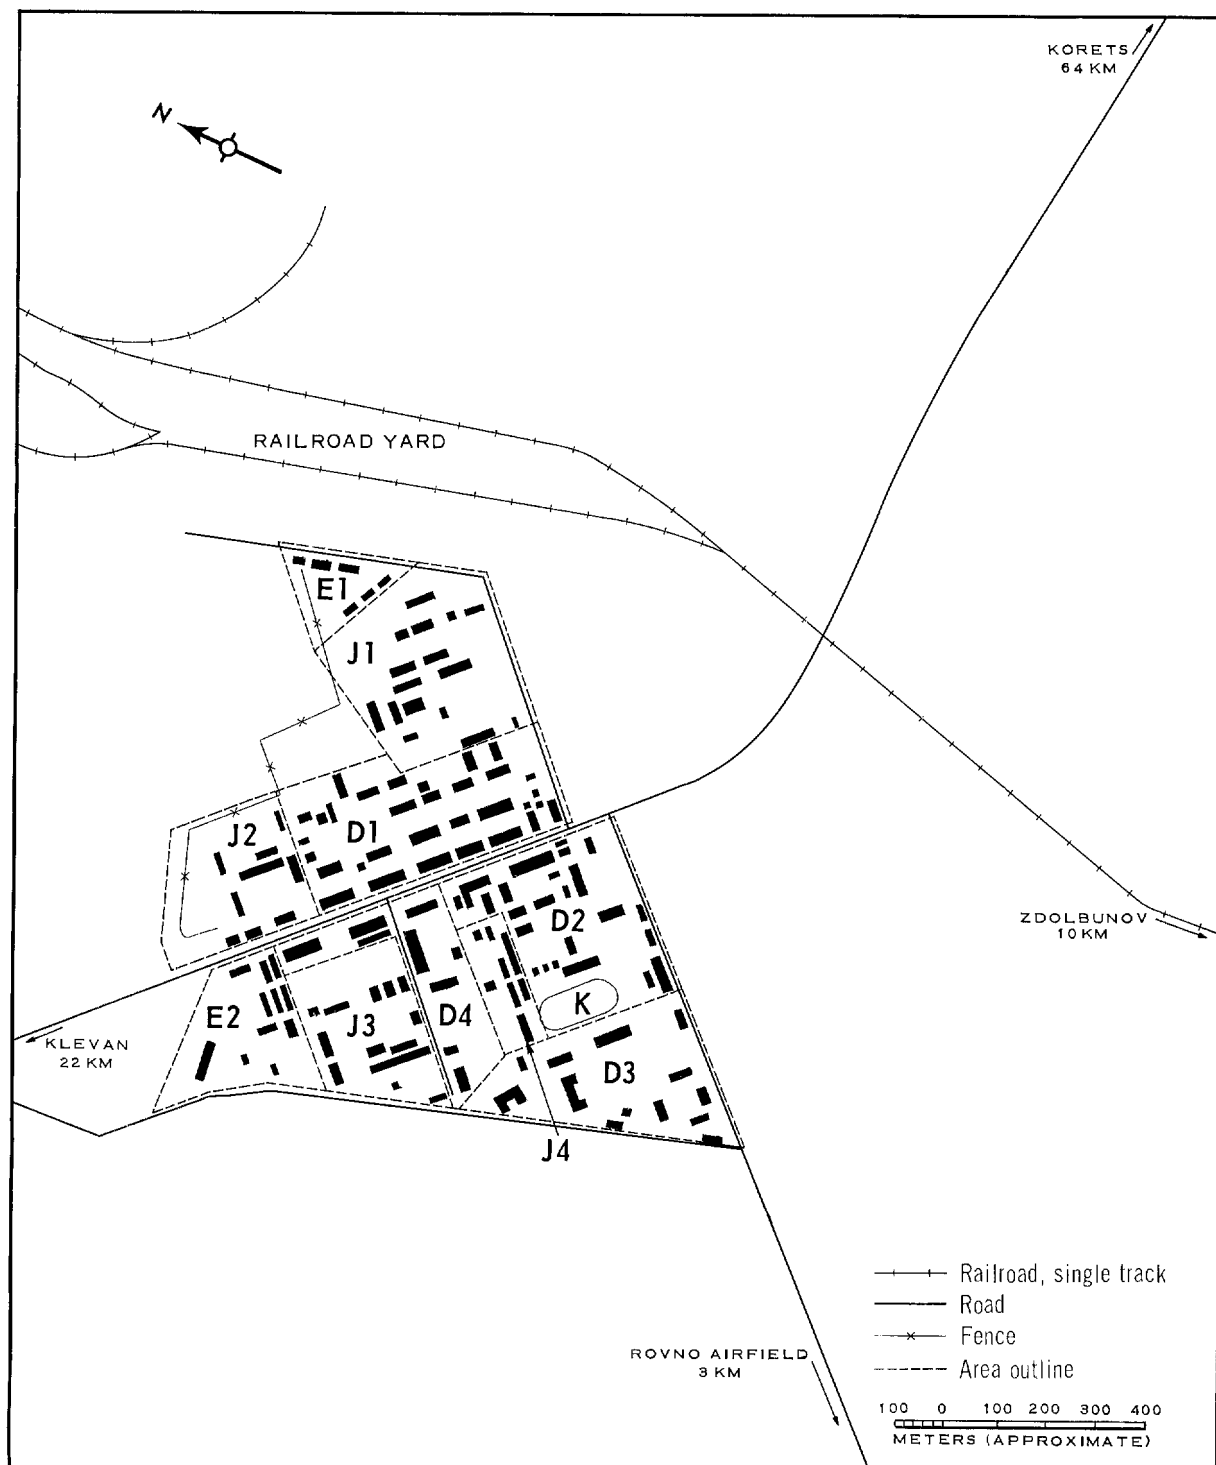 KORETS
64 KM
N
RAILROAD YARD
E1
J1
J2
D1
D2
ZDOLBUNOV
10 KM
K
E2
J3
D4
KLEVAN
22 KM
D3
J4
Railroad, single track
Road
Fence
ROVNO AIRFIELD
3 KM
Area outline
100 0 100 200 300 400
METERS (APPROXIMATE)